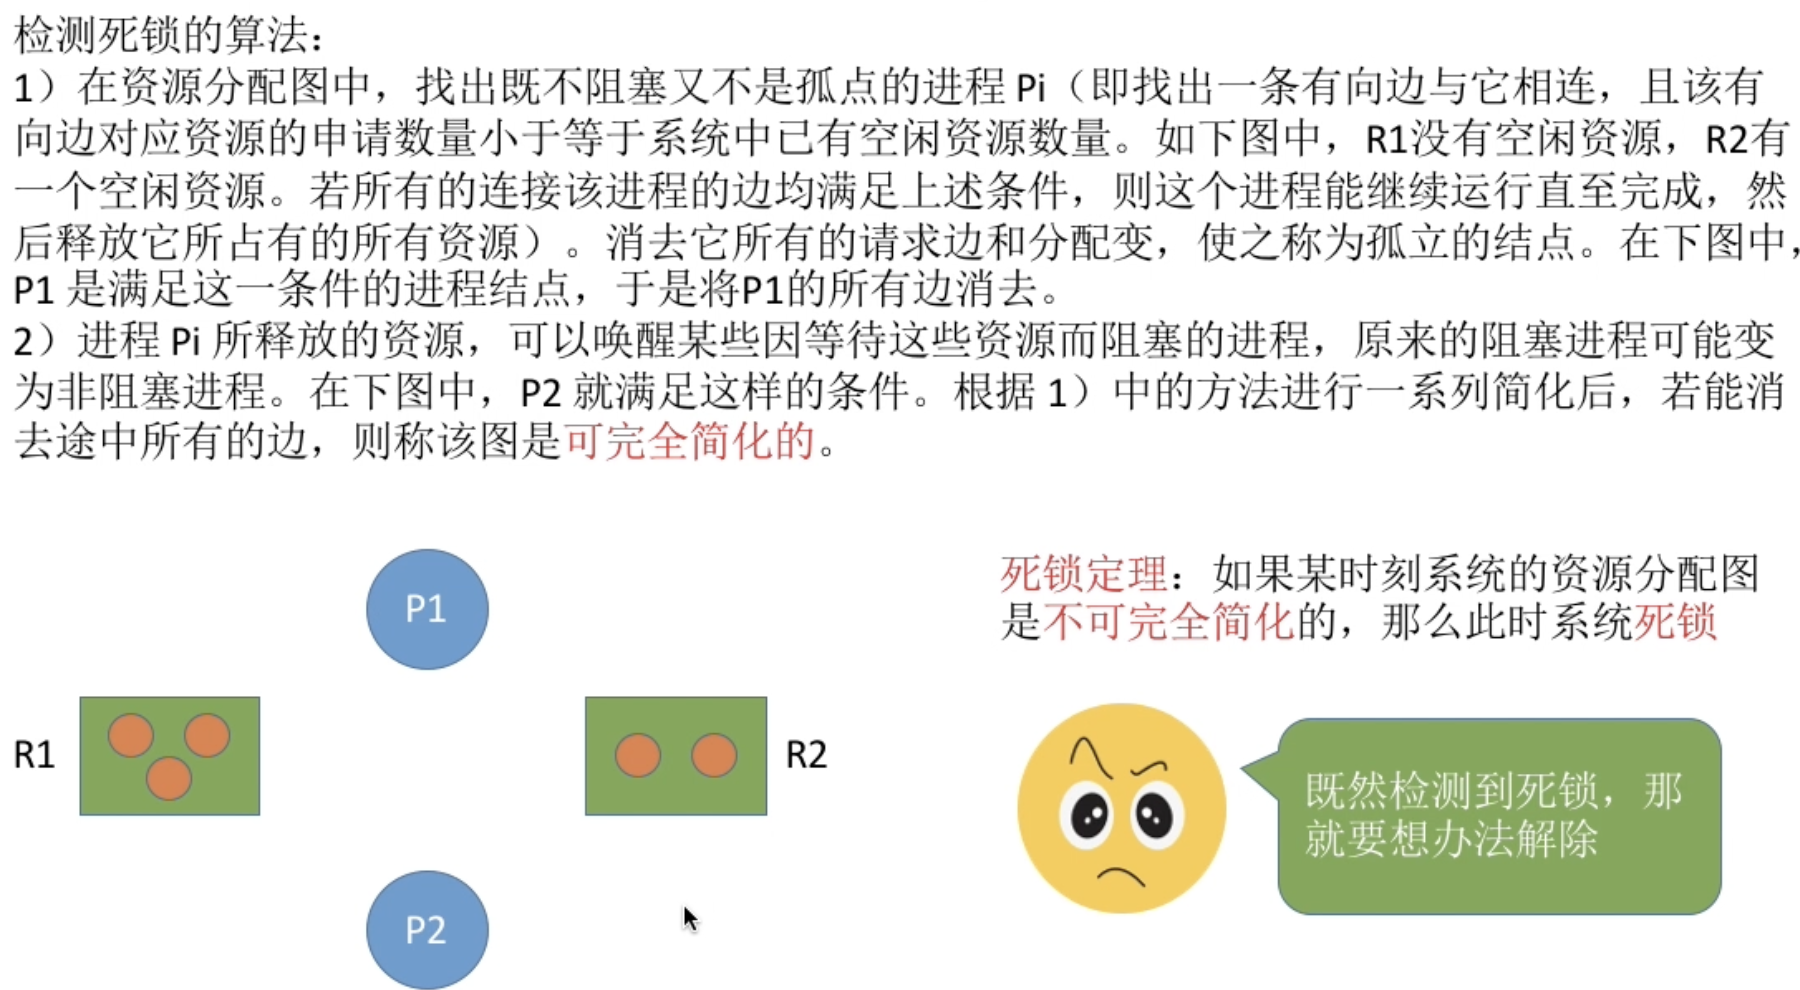 检测死锁的算法：
1）在资源分配图中，找出既不阻塞又不是孤点的进程 Pi（即找出一条有向边与它相连，且该有
向边对应资源的申请数量小于等于系统中已有空闲资源数量。如下图中，R1没有空闲资源，R2有
一个空闲资源。若所有的连接该进程的边均满足上述条件，则这个进程能继续运行直至完成，然
后释放它所占有的所有资源）。消去它所有的请求边和分配变，使之称为孤立的结点。在下图中，
P1 是满足这一条件的进程结点，于是将P1的所有边消去。
2）进程 Pi 所释放的资源，可以唤醒某些因等待这些资源而阻塞的进程，原来的阻塞进程可能变
为非阻塞进程。在下图中，P2 就满足这样的条件。根据 1）中的方法进行一系列简化后，若能消
去途中所有的边，则称该图是可完全简化的。
P1
R1
R2
P2
死锁定理：如果某时刻系统的资源分配图
是不可完全简化的，那么此时系统死锁
既然检测到死锁，那
就要想办法解除